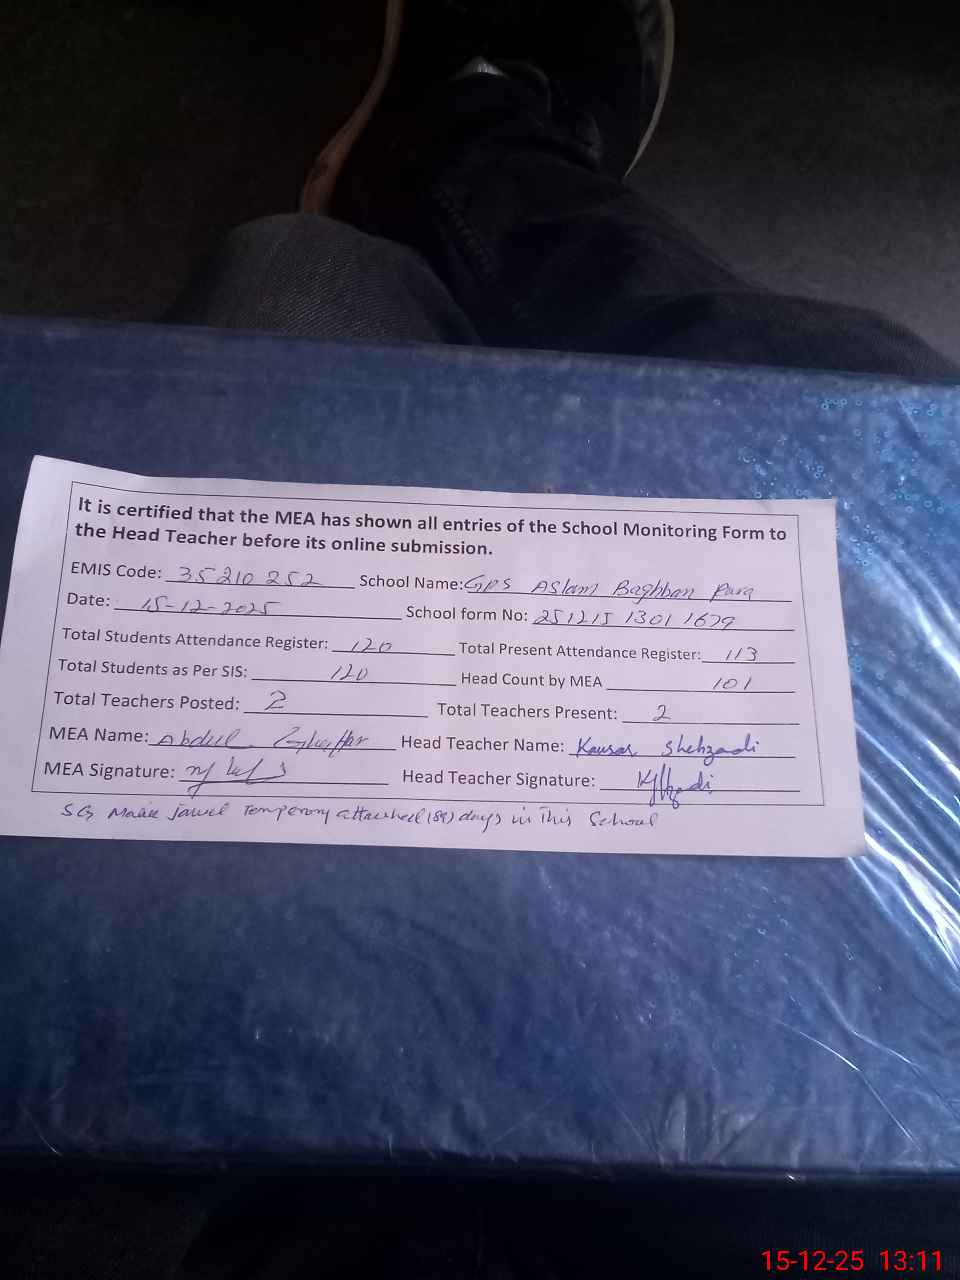 It is certified that the MEA has shown all entries of the School Monitoring Form to
the Head Teacher before its online submission.
EMIS Code: 35210252 School Name: GPS Aslam Baghban Pura
Date: 15-12-2025 School form No: 251215 1301 1679
Total Students Attendance Register: 120 Total Present Attendance Register: 113
Total Students as Per SIS: 120 Head Count by MEA 101
Total Teachers Posted: 2 Total Teachers Present: 2
MEA Name: Abdul Ghaffar Head Teacher Name: Kausar Shehzadi
MEA Signature: Head Teacher Signature:
SG Temperory attached (89) days in This School
15-12-25 13:11